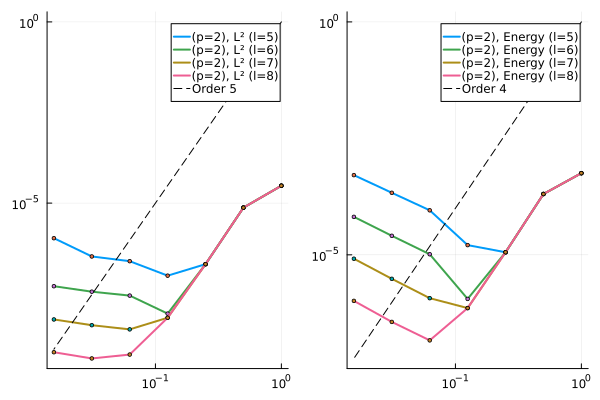 10⁰
(p=2), L² (l=5)
(p=2), L² (l=6)
(p=2), L² (l=7)
(p=2), L² (l=8)
Order 5
10⁻⁵
10⁻¹
10⁰
10⁰
(p=2), Energy (l=5)
(p=2), Energy (l=6)
(p=2), Energy (l=7)
(p=2), Energy (l=8)
Order 4
10⁻⁵
10⁻¹
10⁰